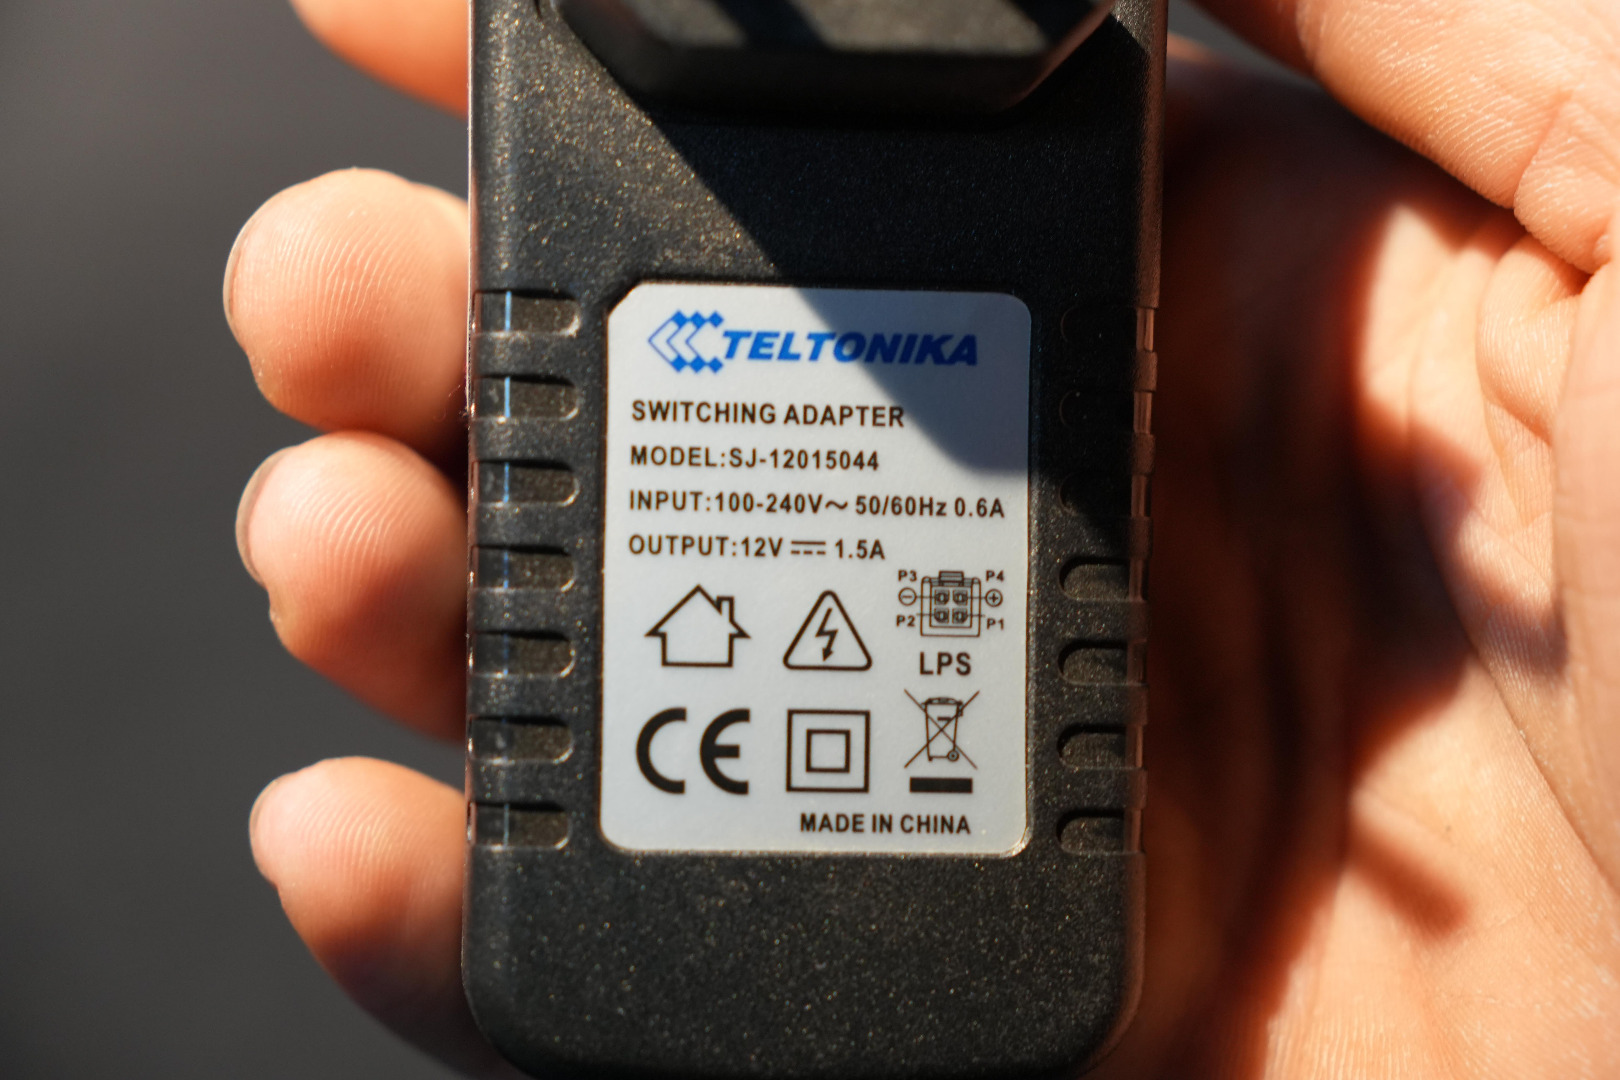 TELTONIKA
SWITCHING ADAPTER
MODEL:SJ-12015044
INPUT:100-240V～ 50/60Hz 0.6A
OUTPUT:12V ⎓ 1.5A
P3 P4
⊖ ⊕
P2 P1
LPS
CE
MADE IN CHINA